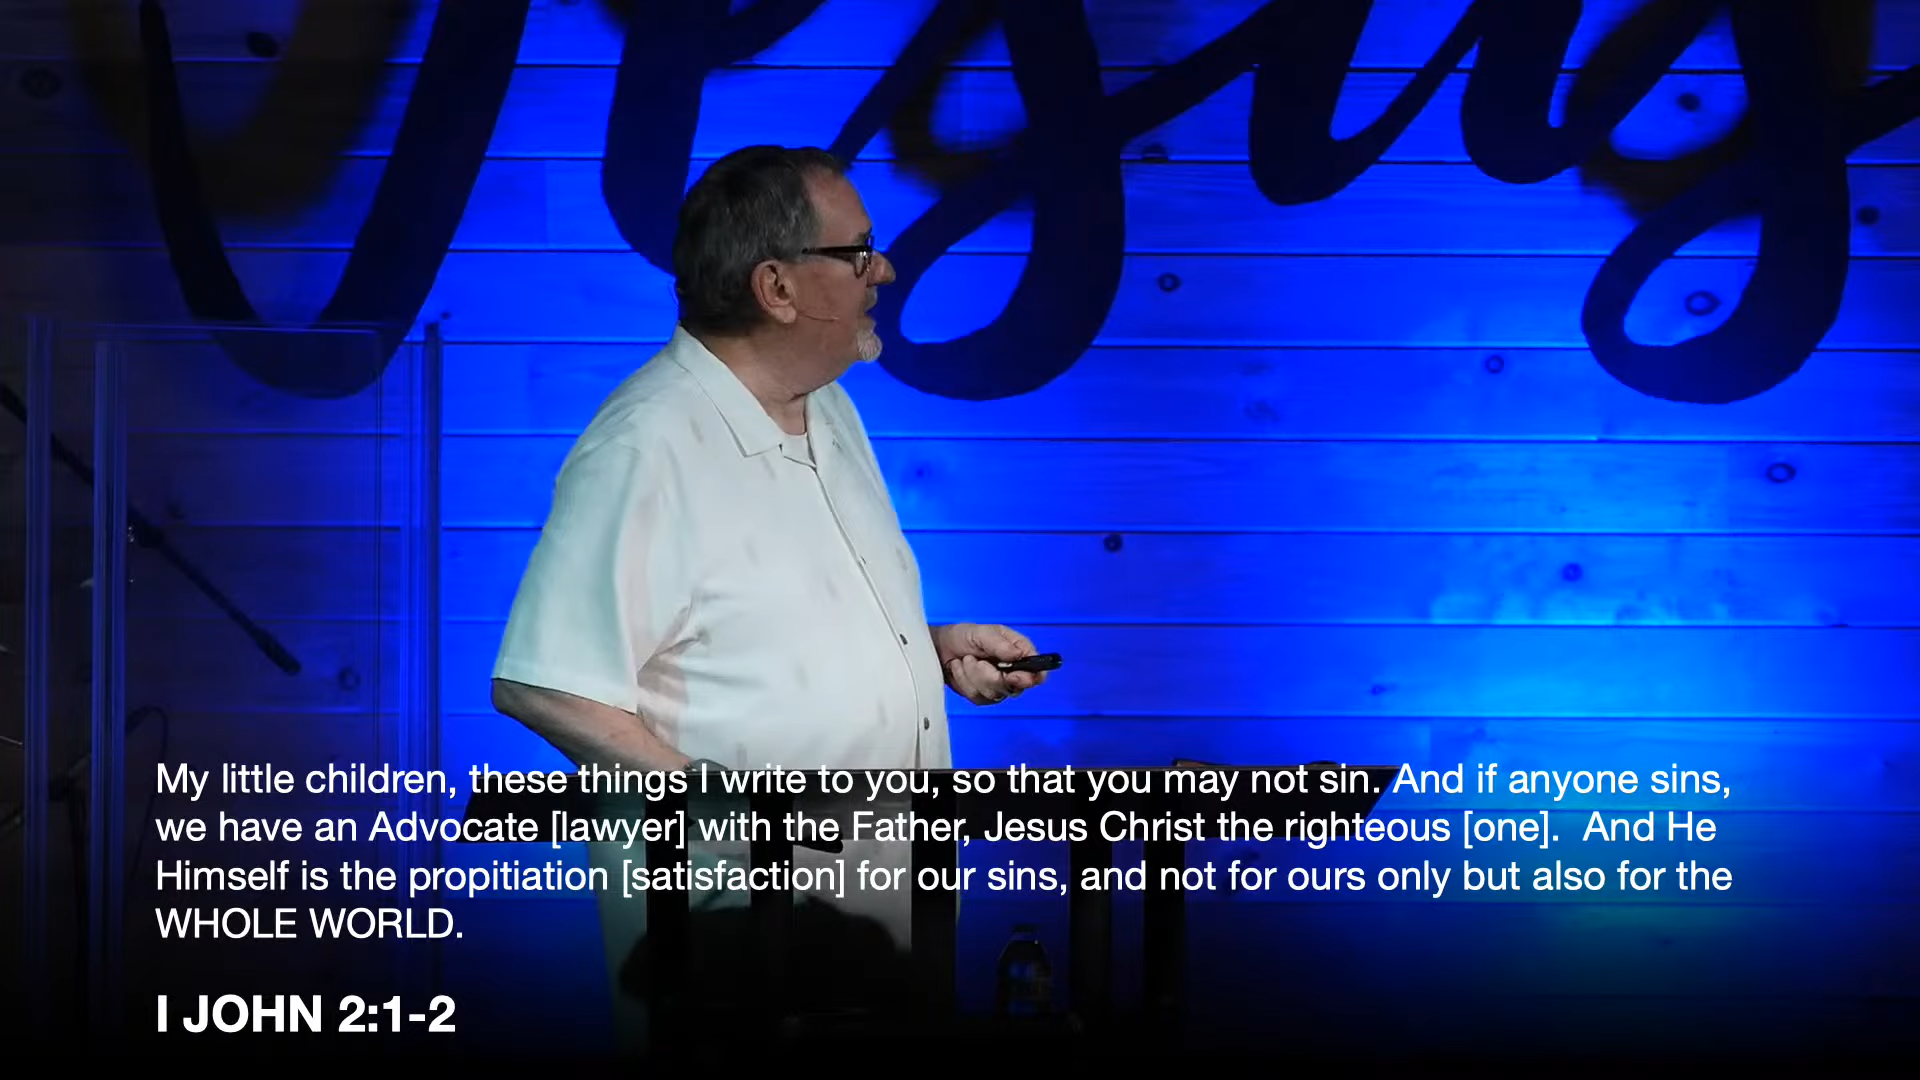 Jesus
My little children, these things I write to you, so that you may not sin. And if anyone sins,
we have an Advocate [lawyer] with the Father, Jesus Christ the righteous [one].  And He
Himself is the propitiation [satisfaction] for our sins, and not for ours only but also for the
WHOLE WORLD.
I JOHN 2:1-2